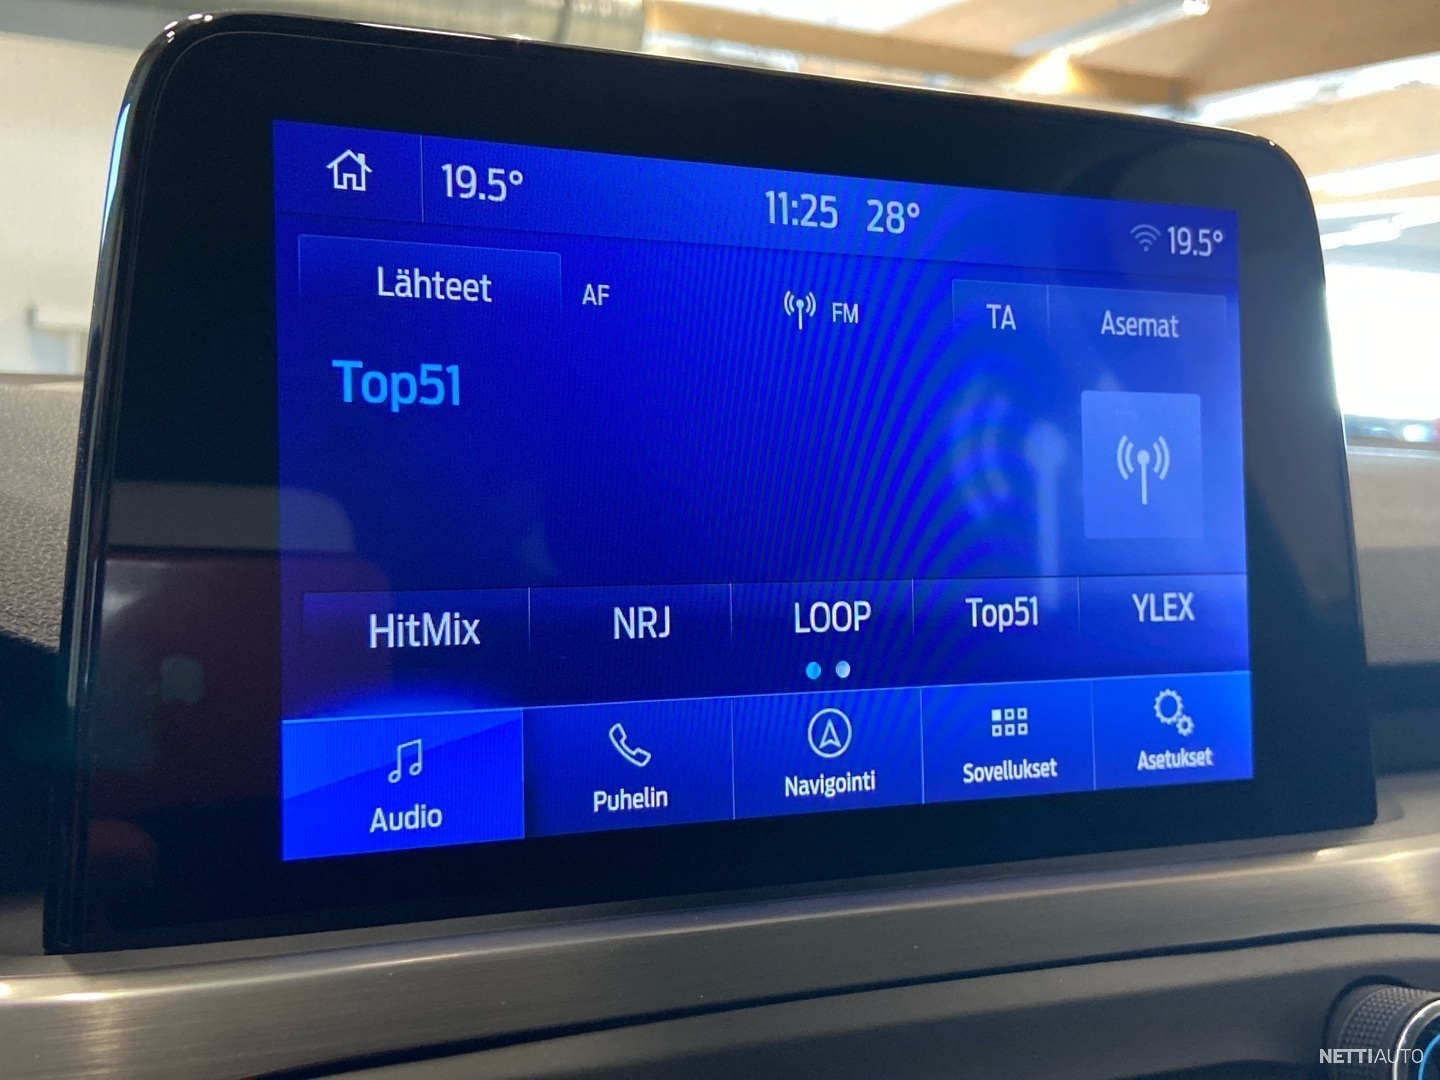 19.5° 11:25 28° 19.5°
Lähteet AF FM TA Asemat
Top51
HitMix NRJ LOOP Top51 YLEX
Audio Puhelin Navigointi Sovellukset Asetukset
NETTIAUTO